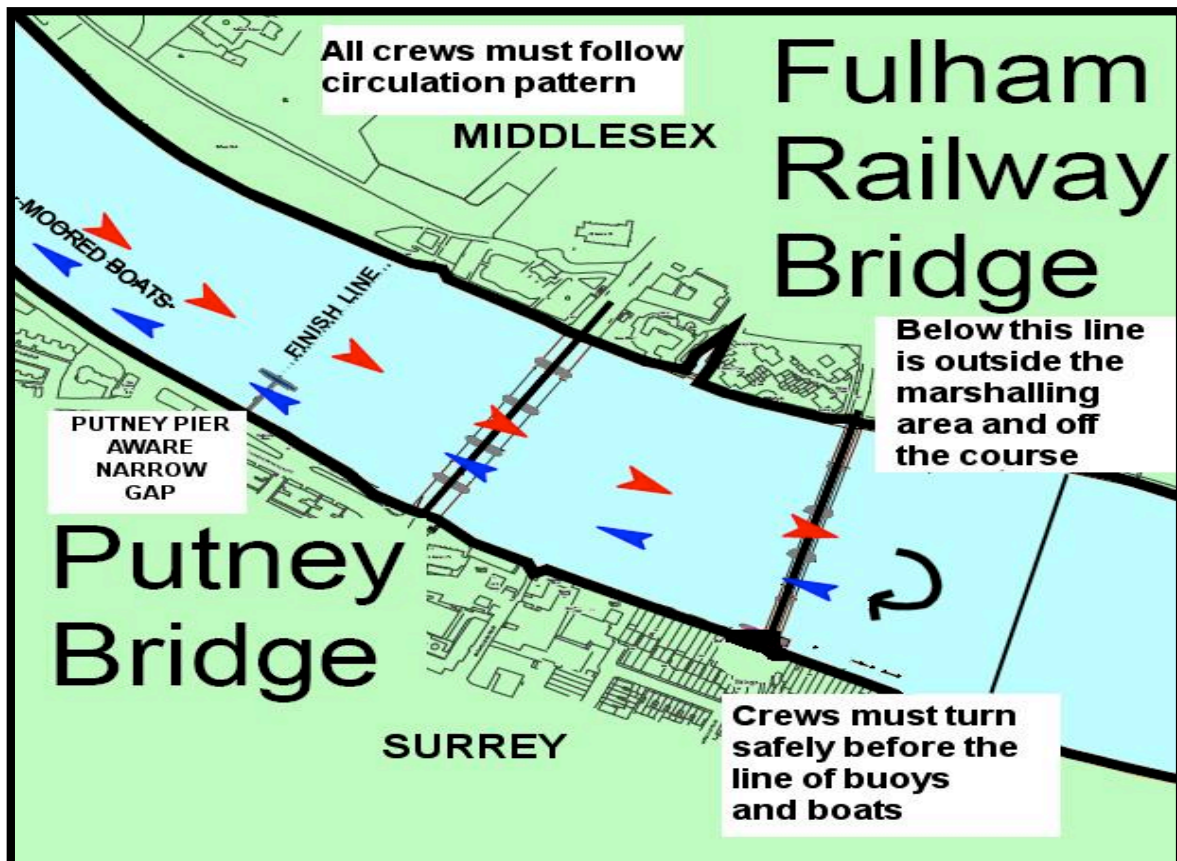 All crews must follow
circulation pattern
Fulham
Railway
Bridge
MIDDLESEX
MOORED BOATS
FINISH LINE
Below this line
is outside the
marshalling
area and off
the course
PUTNEY PIER
AWARE
NARROW
GAP
Putney
Bridge
SURREY
Crews must turn
safely before the
line of buoys
and boats